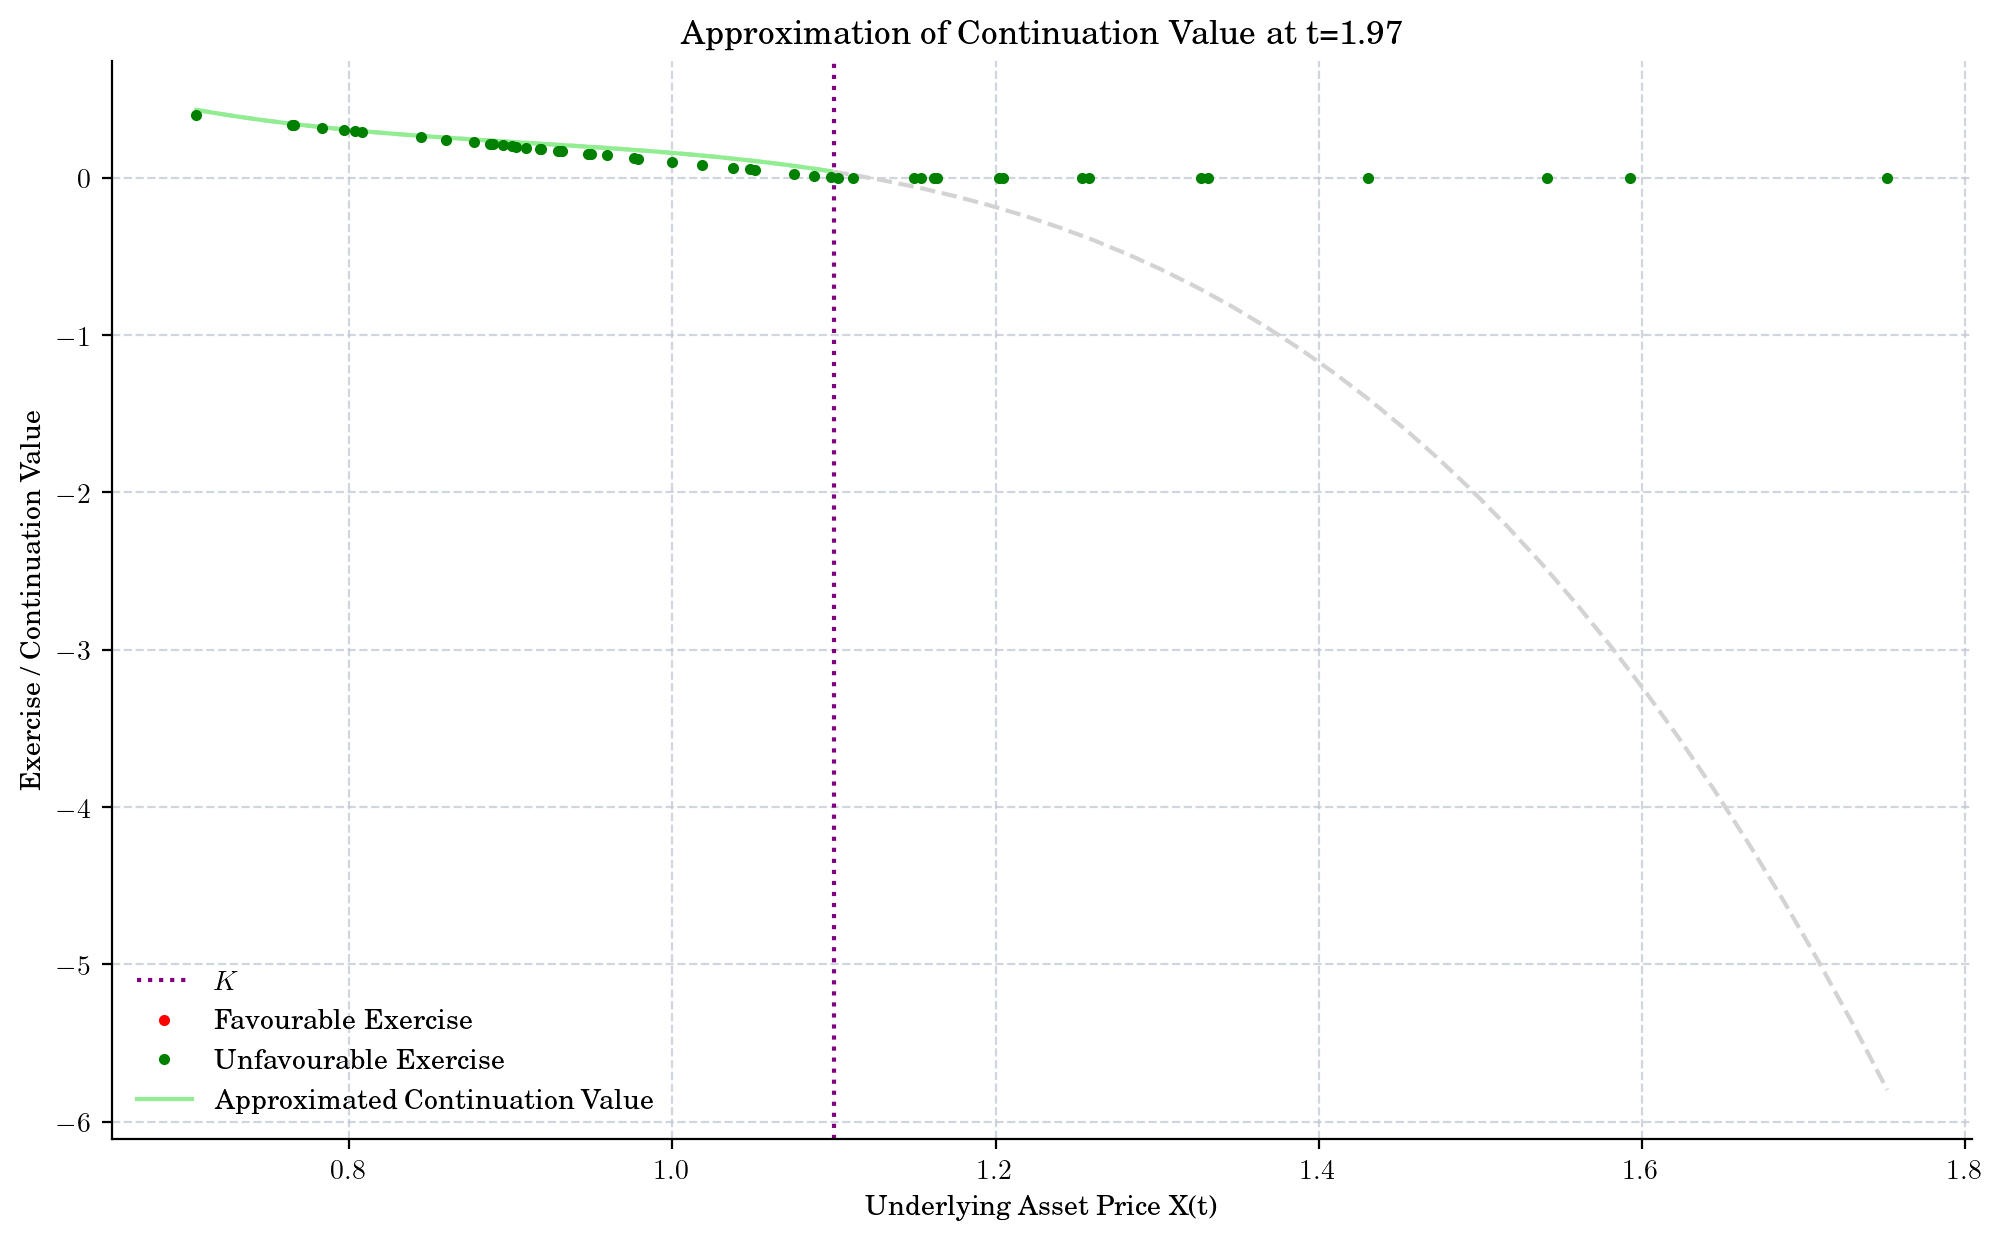 Approximation of Continuation Value at t=1.97
Exercise / Continuation Value
0
−1
−2
−3
−4
−5
−6
K
Favourable Exercise
Unfavourable Exercise
Approximated Continuation Value
0.8 1.0 1.2 1.4 1.6 1.8
Underlying Asset Price X(t)